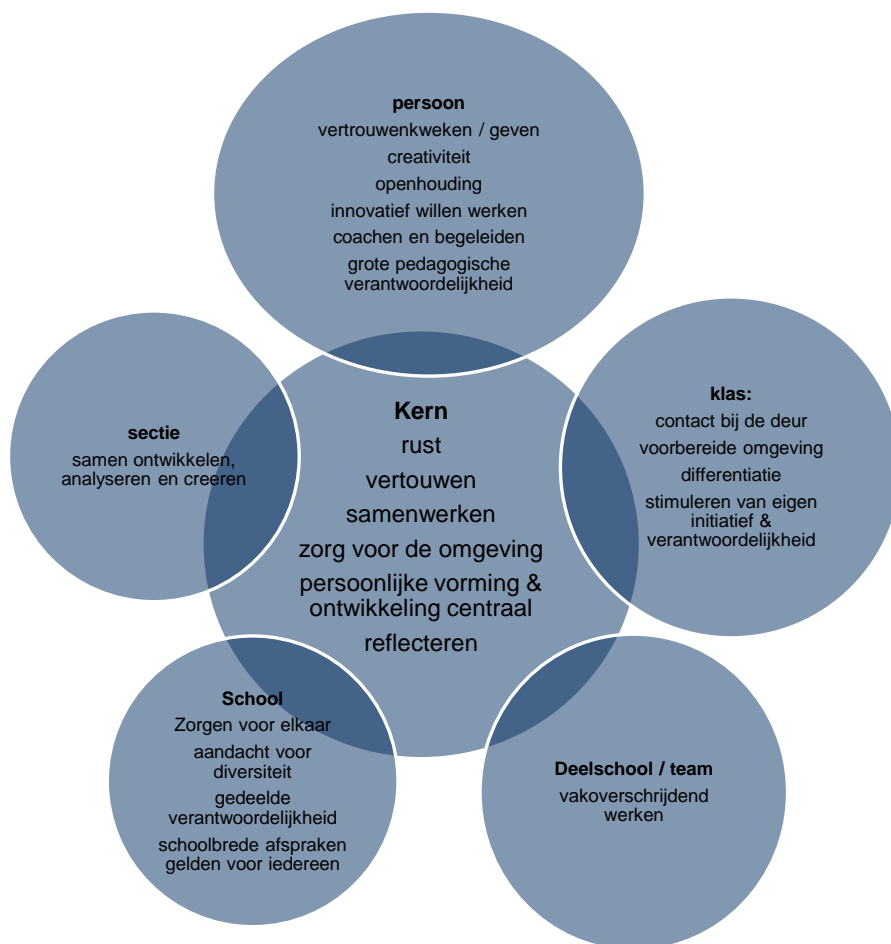 persoon
vertrouwenkweken / geven
creativiteit
openhouding
innovatief willen werken
coachen en begeleiden
grote pedagogische
verantwoordelijkheid
klas:
contact bij de deur
voorbereide omgeving
differentiatie
stimuleren van eigen
initiatief &
verantwoordelijkheid
Deelschool / team
vakoverschrijdend
werken
School
Zorgen voor elkaar
aandacht voor
diversiteit
gedeelde
verantwoordelijkheid
schoolbrede afspraken
gelden voor iedereen
sectie
samen ontwikkelen,
analyseren en creeren
Kern
rust
vertouwen
samenwerken
zorg voor de omgeving
persoonlijke vorming &
ontwikkeling centraal
reflecteren